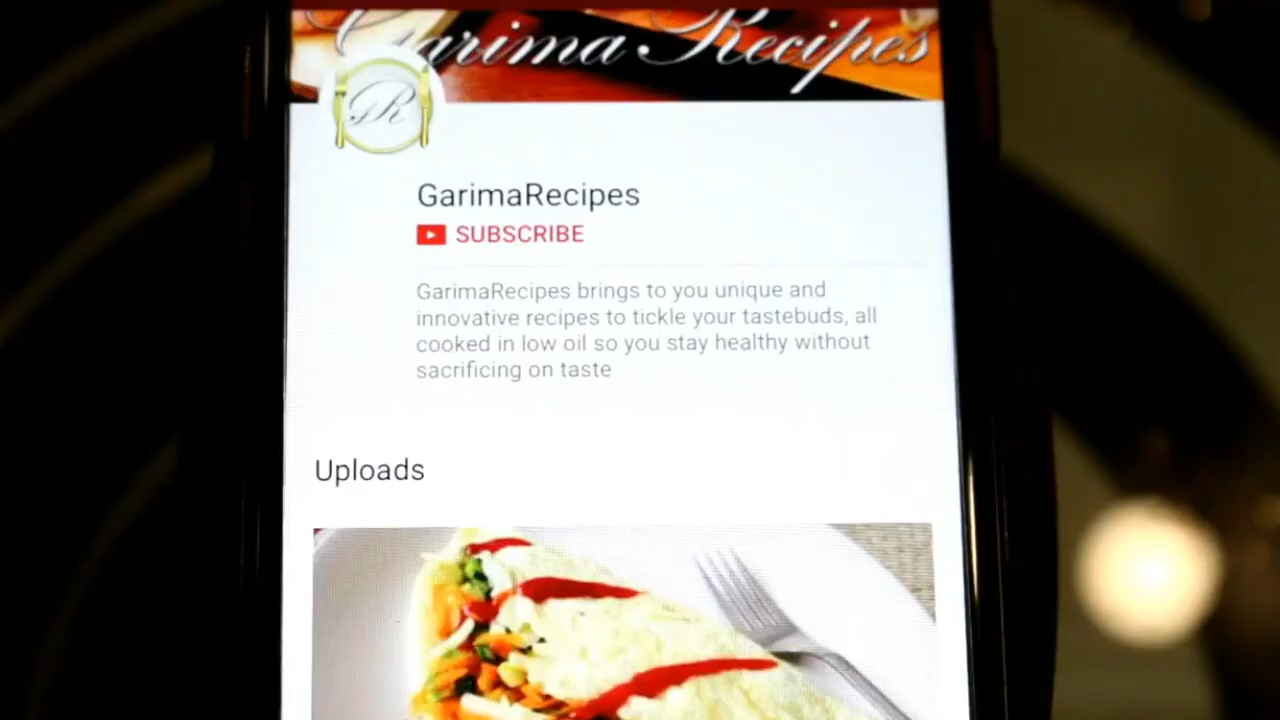 Garima Recipes
GR
GarimaRecipes
SUBSCRIBE
GarimaRecipes brings to you unique and
innovative recipes to tickle your tastebuds, all
cooked in low oil so you stay healthy without
sacrificing on taste
Uploads